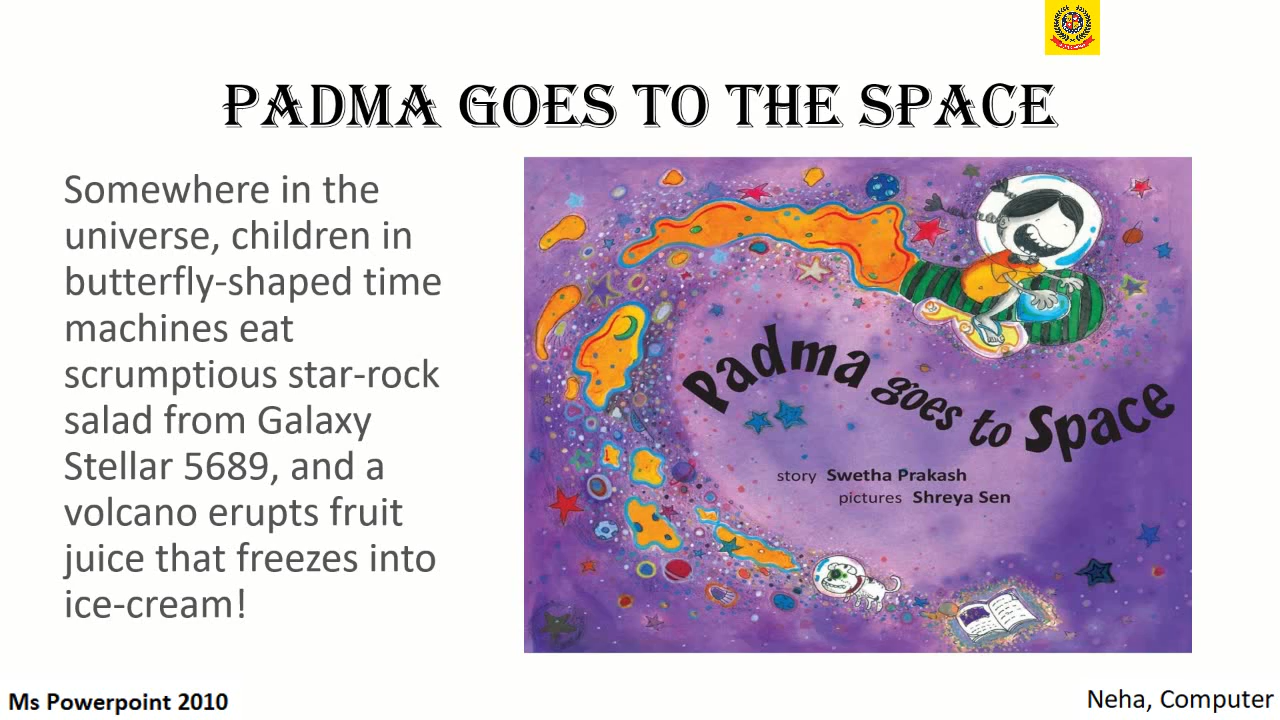 PADMA GOES TO THE SPACE
Somewhere in the
universe, children in
butterfly-shaped time
machines eat
scrumptious star-rock
salad from Galaxy
Stellar 5689, and a
volcano erupts fruit
juice that freezes into
ice-cream!
Padma goes to Space
story Swetha Prakash
pictures Shreya Sen
Ms Powerpoint 2010
Neha, Computer